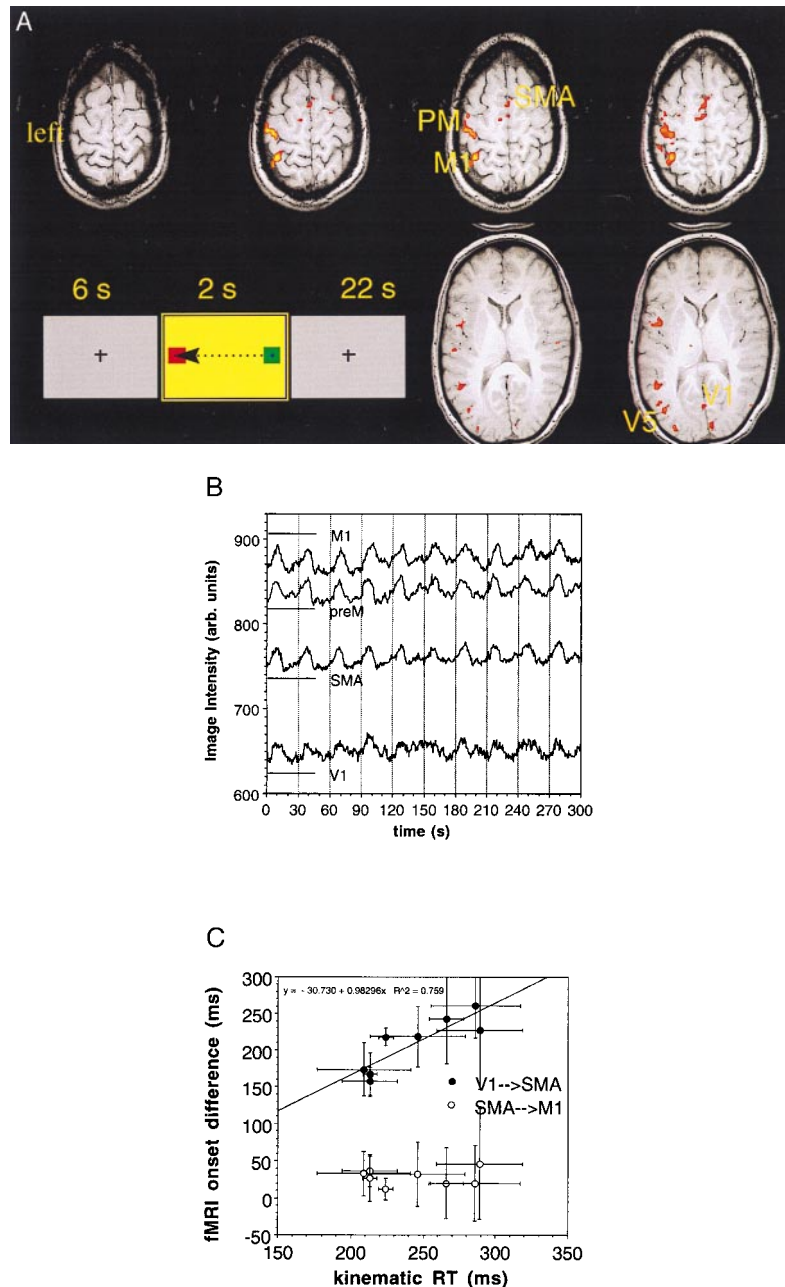 A
left
SMA
PM
M1
6 s
2 s
22 s
V1
V5
B
Image Intensity (arb. units)
900
800
700
600
M1
preM
SMA
V1
0 30 60 90 120 150 180 210 240 270 300
time (s)
C
fMRI onset difference (ms)
300
250
200
150
100
50
0
-50
y = - 30.730 + 0.98296x R^2 = 0.759
V1-->SMA
SMA-->M1
150 200 250 300 350
kinematic RT (ms)